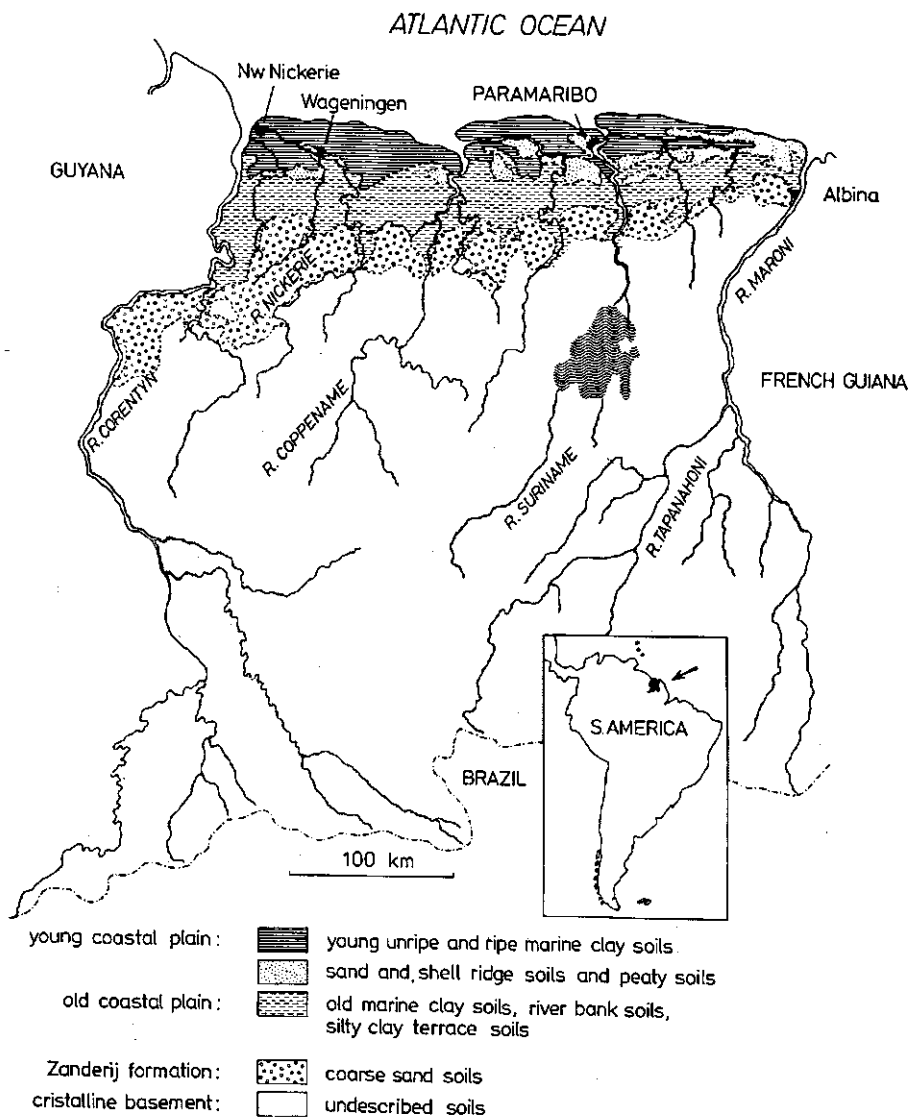 ATLANTIC OCEAN
Nw Nickerie
Wageningen
PARAMARIBO
GUYANA
Albina
R. NICKERIE
R. MARONI
FRENCH GUIANA
R. CORENTYN
R. COPPENAME
R. SURINAME
R. TAPANAHONI
S. AMERICA
BRAZIL
100 km
young coastal plain : young unripe and ripe marine clay soils
sand and, shell ridge soils and peaty soils
old coastal plain : old marine clay soils, river bank soils,
silty clay terrace soils
Zanderij formation : coarse sand soils
cristalline basement : undescribed soils